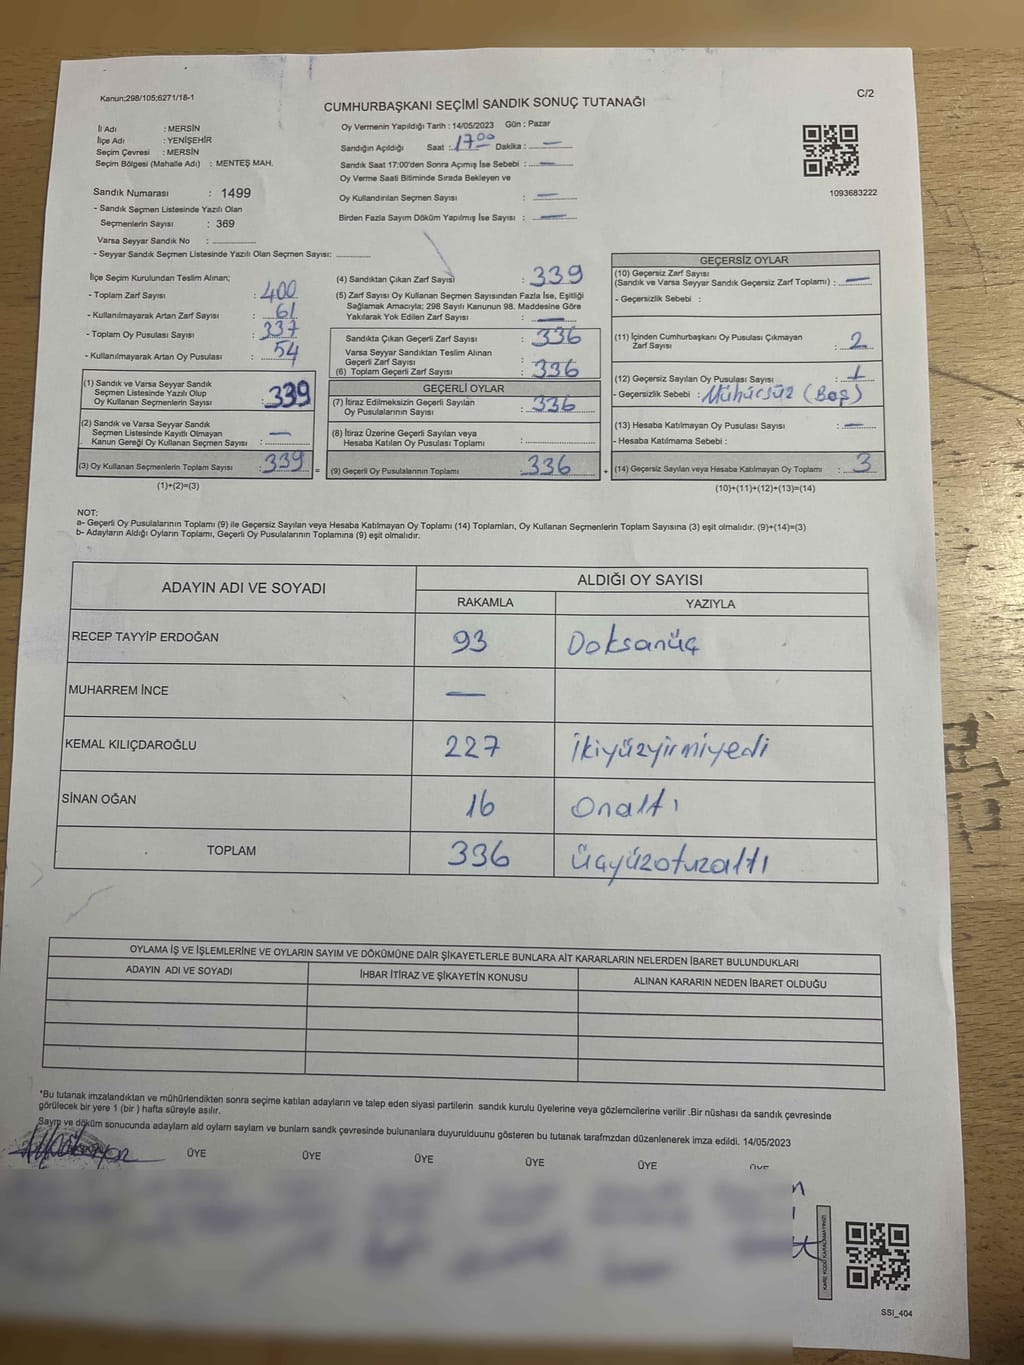 Kanun;298/105;6271/18-1
CUMHURBAŞKANI SEÇİMİ SANDIK SONUÇ TUTANAĞI
C/2
İl Adı : MERSİN
İlçe Adı : YENİŞEHİR
Seçim Çevresi : MERSİN
Seçim Bölgesi (Mahalle Adı) : MENTEŞ MAH.
Sandık Numarası : 1499
- Sandık Seçmen Listesinde Yazılı Olan
Seçmenlerin Sayısı : 369
Varsa Seyyar Sandık No : ..............
- Seyyar Sandık Seçmen Listesinde Yazılı Olan Seçmen Sayısı: ............
Oy Vermenin Yapıldığı Tarih : 14/05/2023 Gün : Pazar
Sandığın Açıldığı Saat : 17.00 Dakika : —
Sandık Saat 17:00'den Sonra Açımış İse Sebebi : —
Oy Verme Saati Bitiminde Sırada Bekleyen ve
Oy Kullandırılan Seçmen Sayısı : —
Birden Fazla Sayım Döküm Yapılmış İse Sayısı : —
1093683222
İlçe Seçim Kurulundan Teslim Alınan;
- Toplam Zarf Sayısı : 400
- Kullanılmayarak Artan Zarf Sayısı : 61
- Toplam Oy Pusulası Sayısı : 337
- Kullanılmayarak Artan Oy Pusulası : 54
(1) Sandık ve Varsa Seyyar Sandık
Seçmen Listesinde Yazılı Olup
Oy Kullanan Seçmenlerin Sayısı : 339
(2) Sandık ve Varsa Seyyar Sandık
Seçmen Listesinde Kayıtlı Olmayan
Kanun Gereği Oy Kullanan Seçmen Sayısı : —
(3) Oy Kullanan Seçmenlerin Toplam Sayısı : 339 =
(1)+(2)=(3)
(4) Sandıktan Çıkan Zarf Sayısı : 339
(5) Zarf Sayısı Oy Kullanan Seçmen Sayısından Fazla İse, Eşitliği
Sağlamak Amacıyla; 298 Sayılı Kanunun 98. Maddesine Göre
Yakılarak Yok Edilen Zarf Sayısı : —
Sandıkta Çıkan Geçerli Zarf Sayısı : 336
Varsa Seyyar Sandıktan Teslim Alınan
Geçerli Zarf Sayısı :
(6) Toplam Geçerli Zarf Sayısı : 336
GEÇERLİ OYLAR
(7) İtiraz Edilmeksizin Geçerli Sayılan
Oy Pusulalarının Sayısı : 336
(8) İtiraz Üzerine Geçerli Sayılan veya
Hesaba Katılan Oy Pusulası Toplamı :
(9) Geçerli Oy Pusulalarının Toplamı : 336 +
GEÇERSİZ OYLAR
(10) Geçersiz Zarf Sayısı
(Sandık ve Varsa Seyyar Sandık Geçersiz Zarf Toplamı) : —
- Geçersizlik Sebebi :
(11) İçinden Cumhurbaşkanı Oy Pusulası Çıkmayan
Zarf Sayısı : 2
(12) Geçersiz Sayılan Oy Pusulası Sayısı : 1
- Geçersizlik Sebebi : Mühürsüz (Boş)
(13) Hesaba Katılmayan Oy Pusulası Sayısı : —
- Hesaba Katılmama Sebebi :
(14) Geçersiz Sayılan veya Hesaba Katılmayan Oy Toplamı : 3
(10)+(11)+(12)+(13)=(14)
NOT:
a- Geçerli Oy Pusulalarının Toplamı (9) ile Geçersiz Sayılan veya Hesaba Katılmayan Oy Toplamı (14) Toplamları, Oy Kullanan Seçmenlerin Toplam Sayısına (3) eşit olmalıdır. (9)+(14)=(3)
b- Adayların Aldığı Oyların Toplamı, Geçerli Oy Pusulalarının Toplamına (9) eşit olmalıdır.
ADAYIN ADI VE SOYADI
ALDIĞI OY SAYISI
RAKAMLA YAZIYLA
RECEP TAYYİP ERDOĞAN 93 Doksanüç
MUHARREM İNCE —
KEMAL KILIÇDAROĞLU 227 ikiyüzyirmiyedi
SİNAN OĞAN 16 Onaltı
TOPLAM 336 üçyüzotuzaltı
OYLAMA İŞ VE İŞLEMLERİNE VE OYLARIN SAYIM VE DÖKÜMÜNE DAİR ŞİKAYETLERLE BUNLARA AİT KARARLARIN NELERDEN İBARET BULUNDUKLARI
ADAYIN ADI VE SOYADI İHBAR İTİRAZ VE ŞİKAYETİN KONUSU ALINAN KARARIN NEDEN İBARET OLDUĞU
*Bu tutanak imzalandıktan ve mühürlendikten sonra seçime katılan adayların ve talep eden siyasi partilerin sandık kurulu üyelerine veya gözlemcilerine verilir .Bir nüshası da sandık çevresinde
görülecek bir yere 1 (bir ) hafta süreyle asılır.
Sayım ve döküm sonucunda adayların ald oyların sayları ve bunların sandk çevresinde bulunanlara duyurulduunu gösteren bu tutanak tarafmzdan düzenlenerek imza edildi. 14/05/2023
ÜYE ÜYE ÜYE ÜYE ÜYE ÜYE
SSI_404